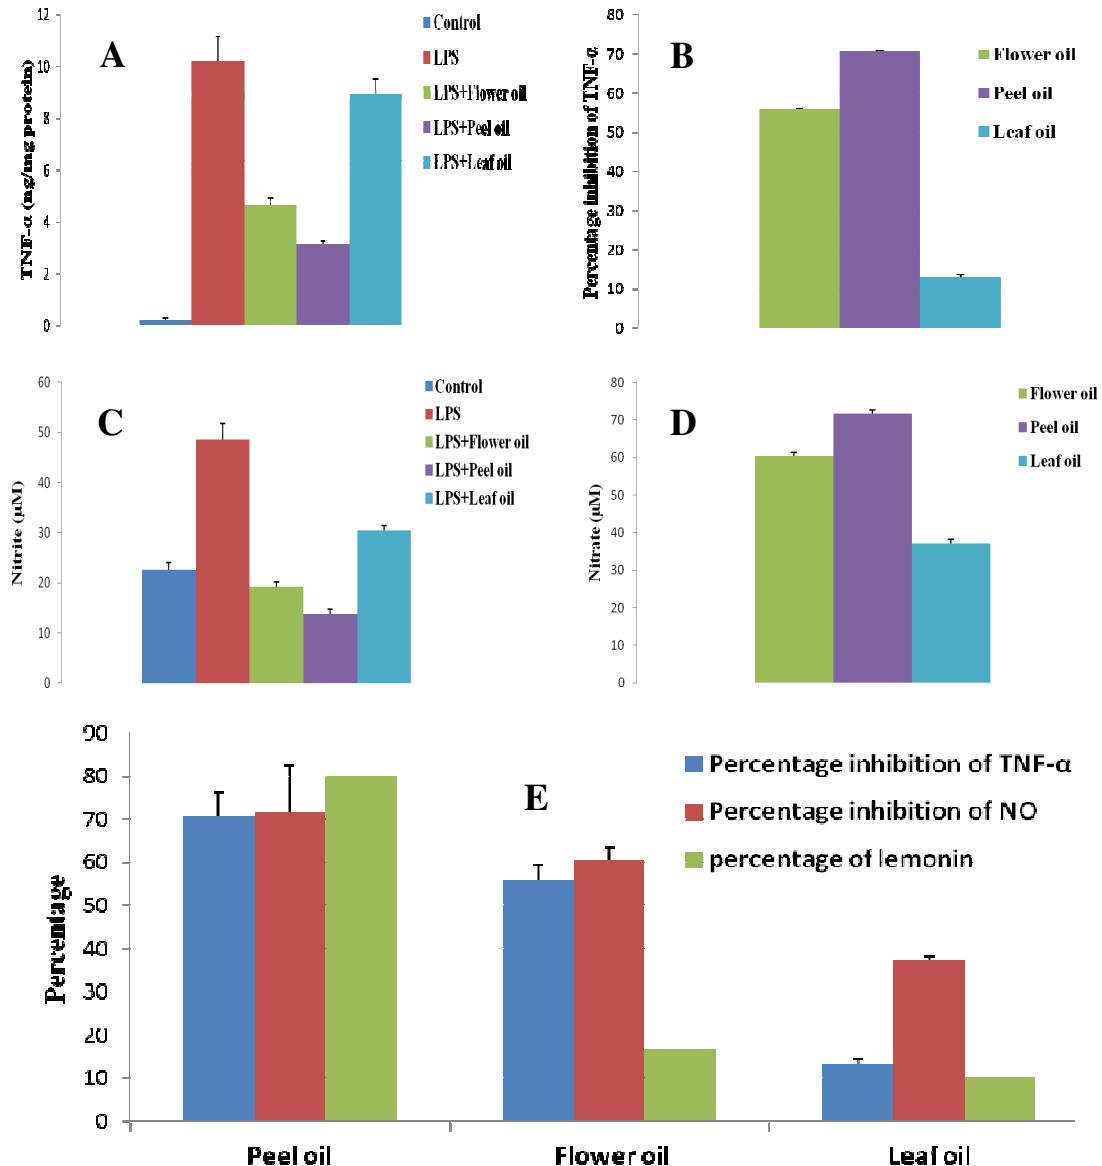 A
TNF-α (ng/mg protein)
12
10
8
6
4
2
0
Control
LPS
LPS+Flower oil
LPS+Peel oil
LPS+Leaf oil
B
Percentage inhibition of TNF-α
80
70
60
50
40
30
20
10
0
Flower oil
Peel oil
Leaf oil
C
Nitrite (µM)
60
50
40
30
20
10
0
Control
LPS
LPS+Flower oil
LPS+Peel oil
LPS+Leaf oil
D
Nitrate (µM)
80
70
60
50
40
30
20
10
0
Flower oil
Peel oil
Leaf oil
E
Percentage
90
80
70
60
50
40
30
20
10
0
Percentage inhibition of TNF-α
Percentage inhibition of NO
percentage of lemonin
Peel oil
Flower oil
Leaf oil